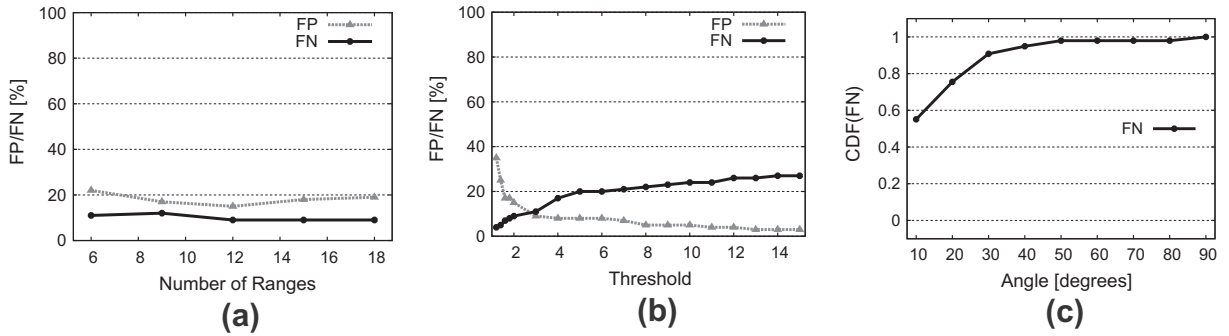 100
80
60
40
20
0
FP/FN [%]
FP
FN
6 8 10 12 14 16 18
Number of Ranges
(a)
100
80
60
40
20
0
FP/FN [%]
FP
FN
2 4 6 8 10 12 14
Threshold
(b)
1
0.8
0.6
0.4
0.2
0
CDF(FN)
FN
10 20 30 40 50 60 70 80 90
Angle [degrees]
(c)